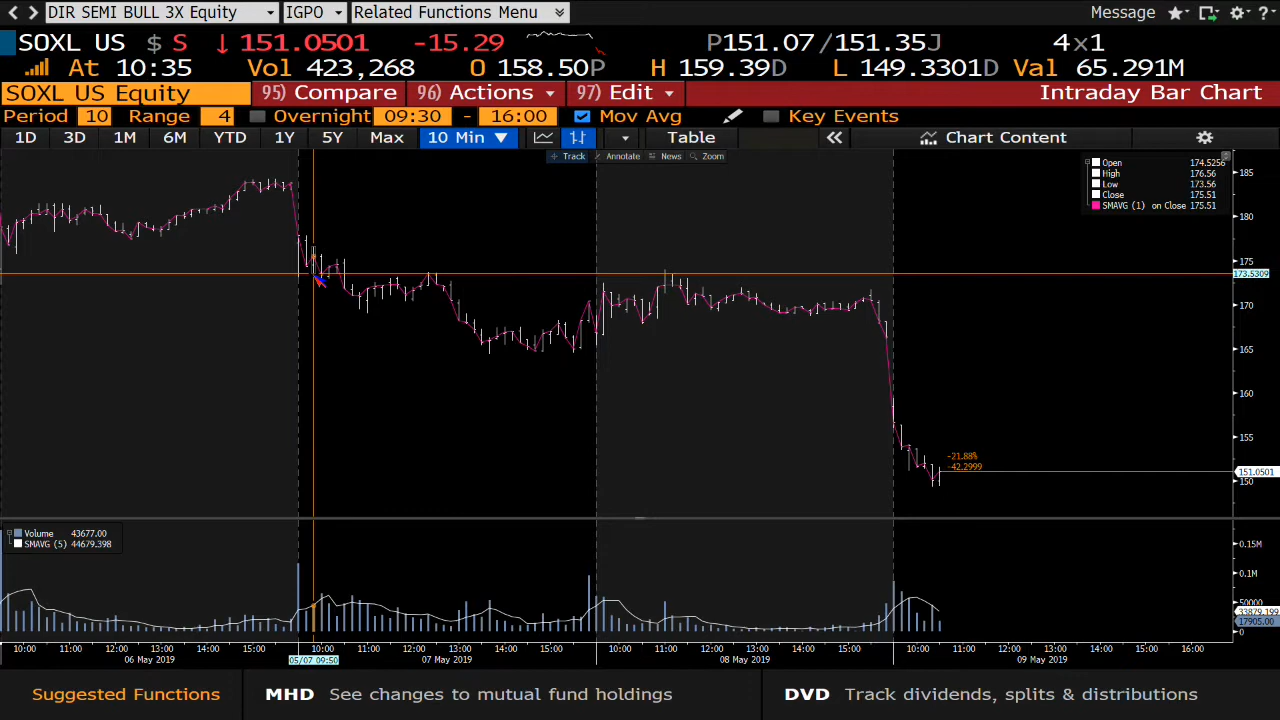 DIR SEMI BULL 3X Equity IGPO Related Functions Menu Message ?
SOXL US $ S ↓ 151.0501 -15.29 P151.07 /151.35J 4×1
At 10:35 Vol 423,268 O 158.50P H 159.39D L 149.3301D Val 65.291M
SOXL US Equity 95) Compare 96) Actions 97) Edit Intraday Bar Chart
Period 10 Range 4 Overnight 09:30 - 16:00 Mov Avg Key Events
1D 3D 1M 6M YTD 1Y 5Y Max 10 Min ▼ Table « Chart Content
Track Annotate News Zoom
Open 174.5256
High 176.56
Low 173.56
Close 175.51
SMAVG (1) on Close 175.51
185
180
175
173.5309
170
165
160
155
-21.88%
-42.2999
151.0501
150
Volume 43677.00
SMAVG (5) 44679.398
0.15M
0.1M
50000
33879.199
17905.00
0
10:00 11:00 12:00 13:00 14:00 15:00 10:00 11:00 12:00 13:00 14:00 15:00 10:00 11:00 12:00 13:00 14:00 15:00 10:00 11:00 12:00 13:00 14:00 15:00 16:00
06 May 2019 05/07 09:50 07 May 2019 08 May 2019 09 May 2019
Suggested Functions MHD See changes to mutual fund holdings DVD Track dividends, splits & distributions